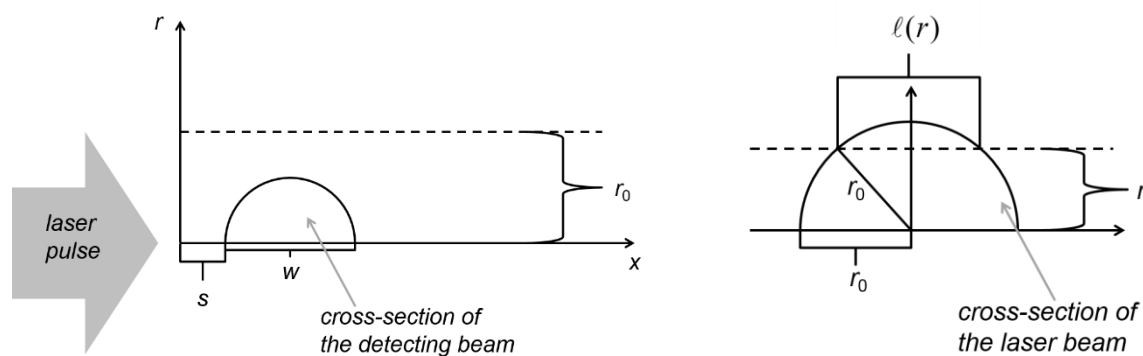 r
laser
pulse
s
w
x
r₀
cross-section of
the detecting beam
ℓ(r)
r₀
r₀
r
cross-section of
the laser beam